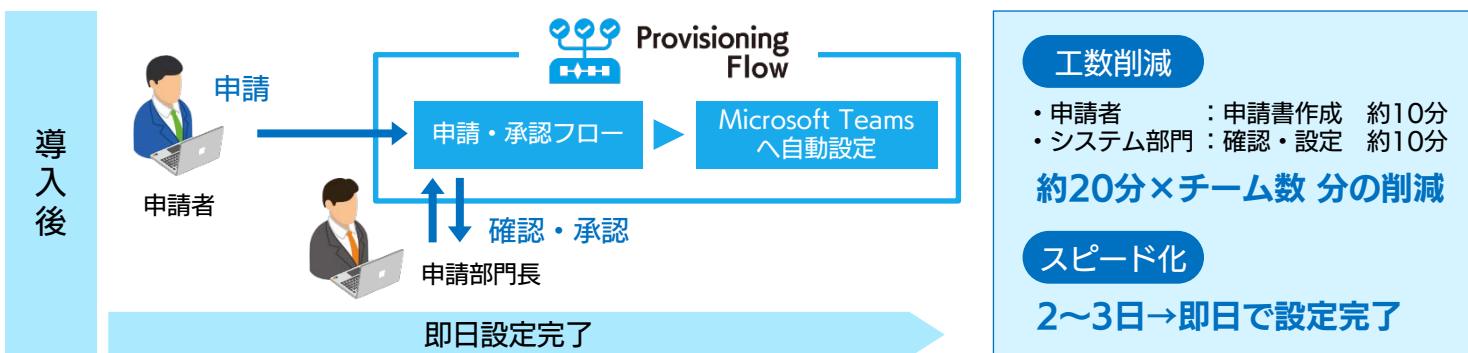 導入後
申請
申請者
Provisioning
Flow
申請・承認フロー
Microsoft Teams
へ自動設定
確認・承認
申請部門長
即日設定完了
工数削減
・申請者　　　：申請書作成　約10分
・システム部門：確認・設定　約10分
約20分×チーム数 分の削減
スピード化
2〜3日→即日で設定完了